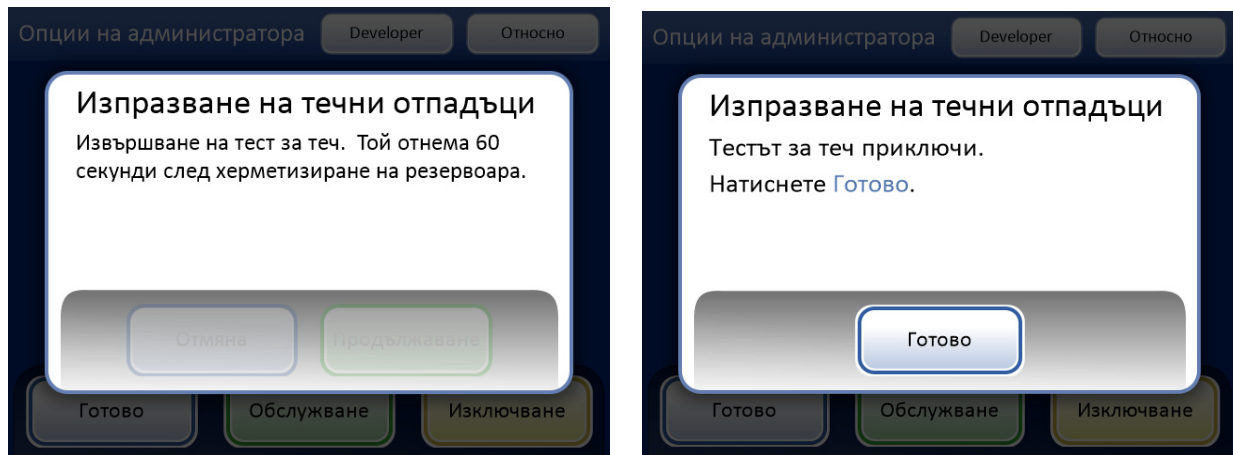 Опции на администратора Developer Относно
Изпразване на течни отпадъци
Извършване на тест за теч. Той отнема 60
секунди след херметизиране на резервоара.
Отмяна Продължаване
Готово Обслужване Изключване
Опции на администратора Developer Относно
Изпразване на течни отпадъци
Тестът за теч приключи.
Натиснете Готово.
Готово
Готово Обслужване Изключване